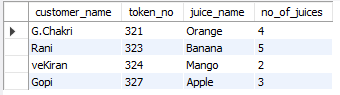 customer_name token_no juice_name no_of_juices
G.Chakri 321 Orange 4
Rani 323 Banana 5
veKiran 324 Mango 2
Gopi 327 Apple 3